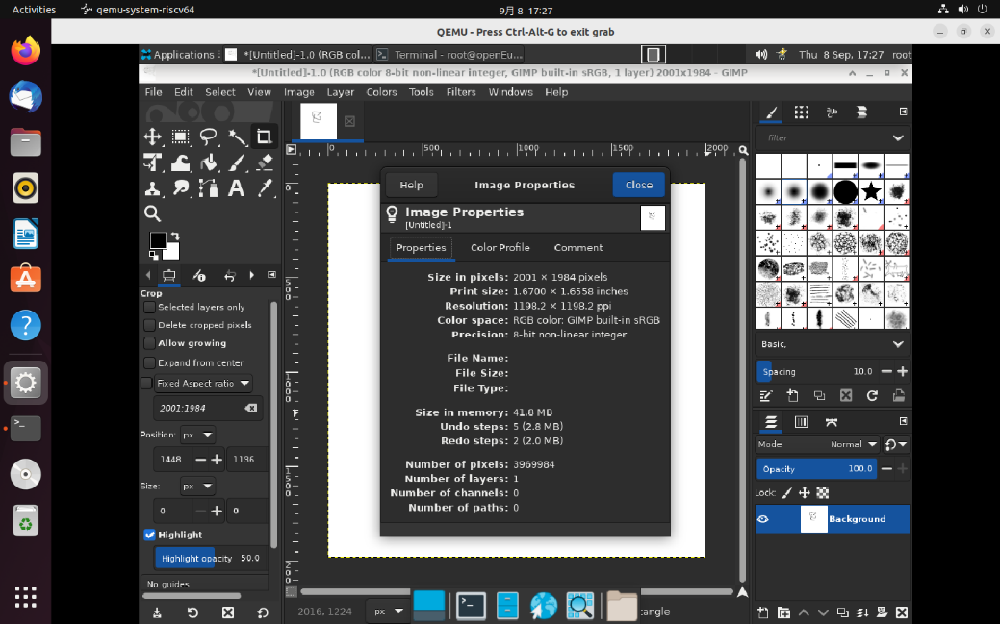 Activities
qemu-system-riscv64
9月 8 17:27
QEMU - Press Ctrl-Alt-G to exit grab
Applications
*[Untitled]-1.0 (RGB col...
Terminal - root@openEu...
Thu 8 Sep, 17:27
root
*[Untitled]-1.0 (RGB color 8-bit non-linear integer, GIMP built-in sRGB, 1 layer) 2001x1984 - GIMP
File Edit Select View Image Layer Colors Tools Filters Windows Help
filter
0 500 1000 1500 2000
Help
Image Properties
Close
Image Properties
[Untitled]-1
Properties Color Profile Comment
Size in pixels: 2001 × 1984 pixels
Print size: 1.6700 × 1.6558 inches
Resolution: 1198.2 × 1198.2 ppi
Color space: RGB color: GIMP built-in sRGB
Precision: 8-bit non-linear integer
File Name:
File Size:
File Type:
Size in memory: 41.8 MB
Undo steps: 5 (2.8 MB)
Redo steps: 2 (2.0 MB)
Number of pixels: 3969984
Number of layers: 1
Number of channels: 0
Number of paths: 0
Crop
Selected layers only
Delete cropped pixels
Allow growing
Expand from center
Fixed Aspect ratio
2001:1984
Position: px
1448 1136
Size: px
0 0
Highlight
Highlight opacity 50.0
No guides
0
500
1000
1500
200
2016, 1224
px
tangle
Basic,
Spacing 10.0
Mode Normal
Opacity 100.0
Lock:
Background